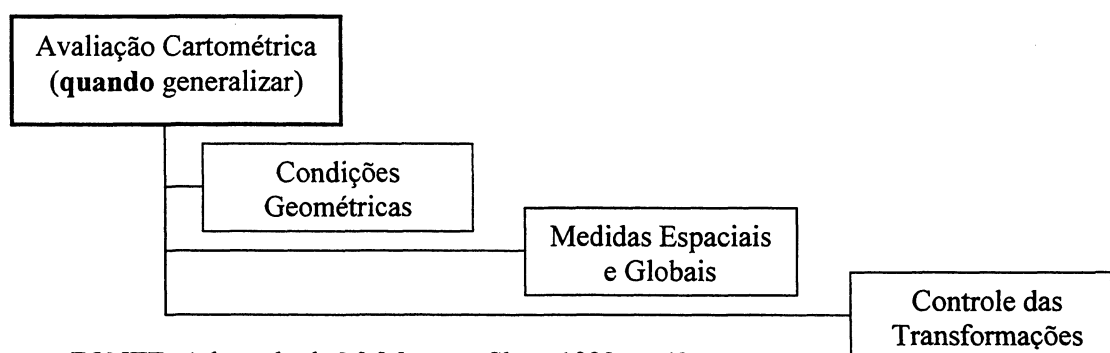 Avaliação Cartométrica
(quando generalizar)
Condições
Geométricas
Medidas Espaciais
e Globais
Controle das
Transformações